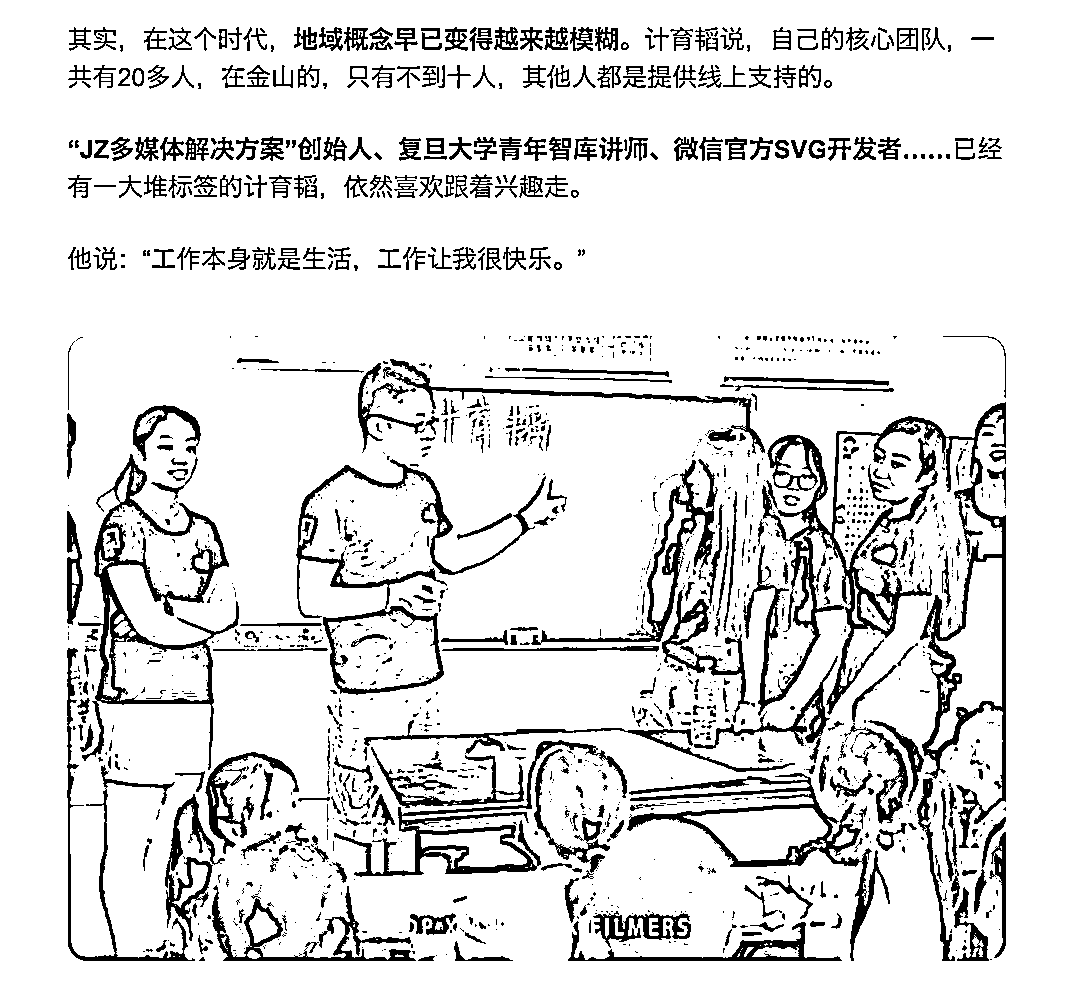 其实，在这个时代，地域概念早已变得越来越模糊。计育韬说，自己的核心团队，一
共有20多人，在金山的，只有不到十人，其他人都是提供线上支持的。
“JZ多媒体解决方案”创始人、复旦大学青年智库讲师、微信官方SVG开发者……已经
有一大堆标签的计育韬，依然喜欢跟着兴趣走。
他说：“工作本身就是生活，工作让我很快乐。”
计育韬
FILMERS